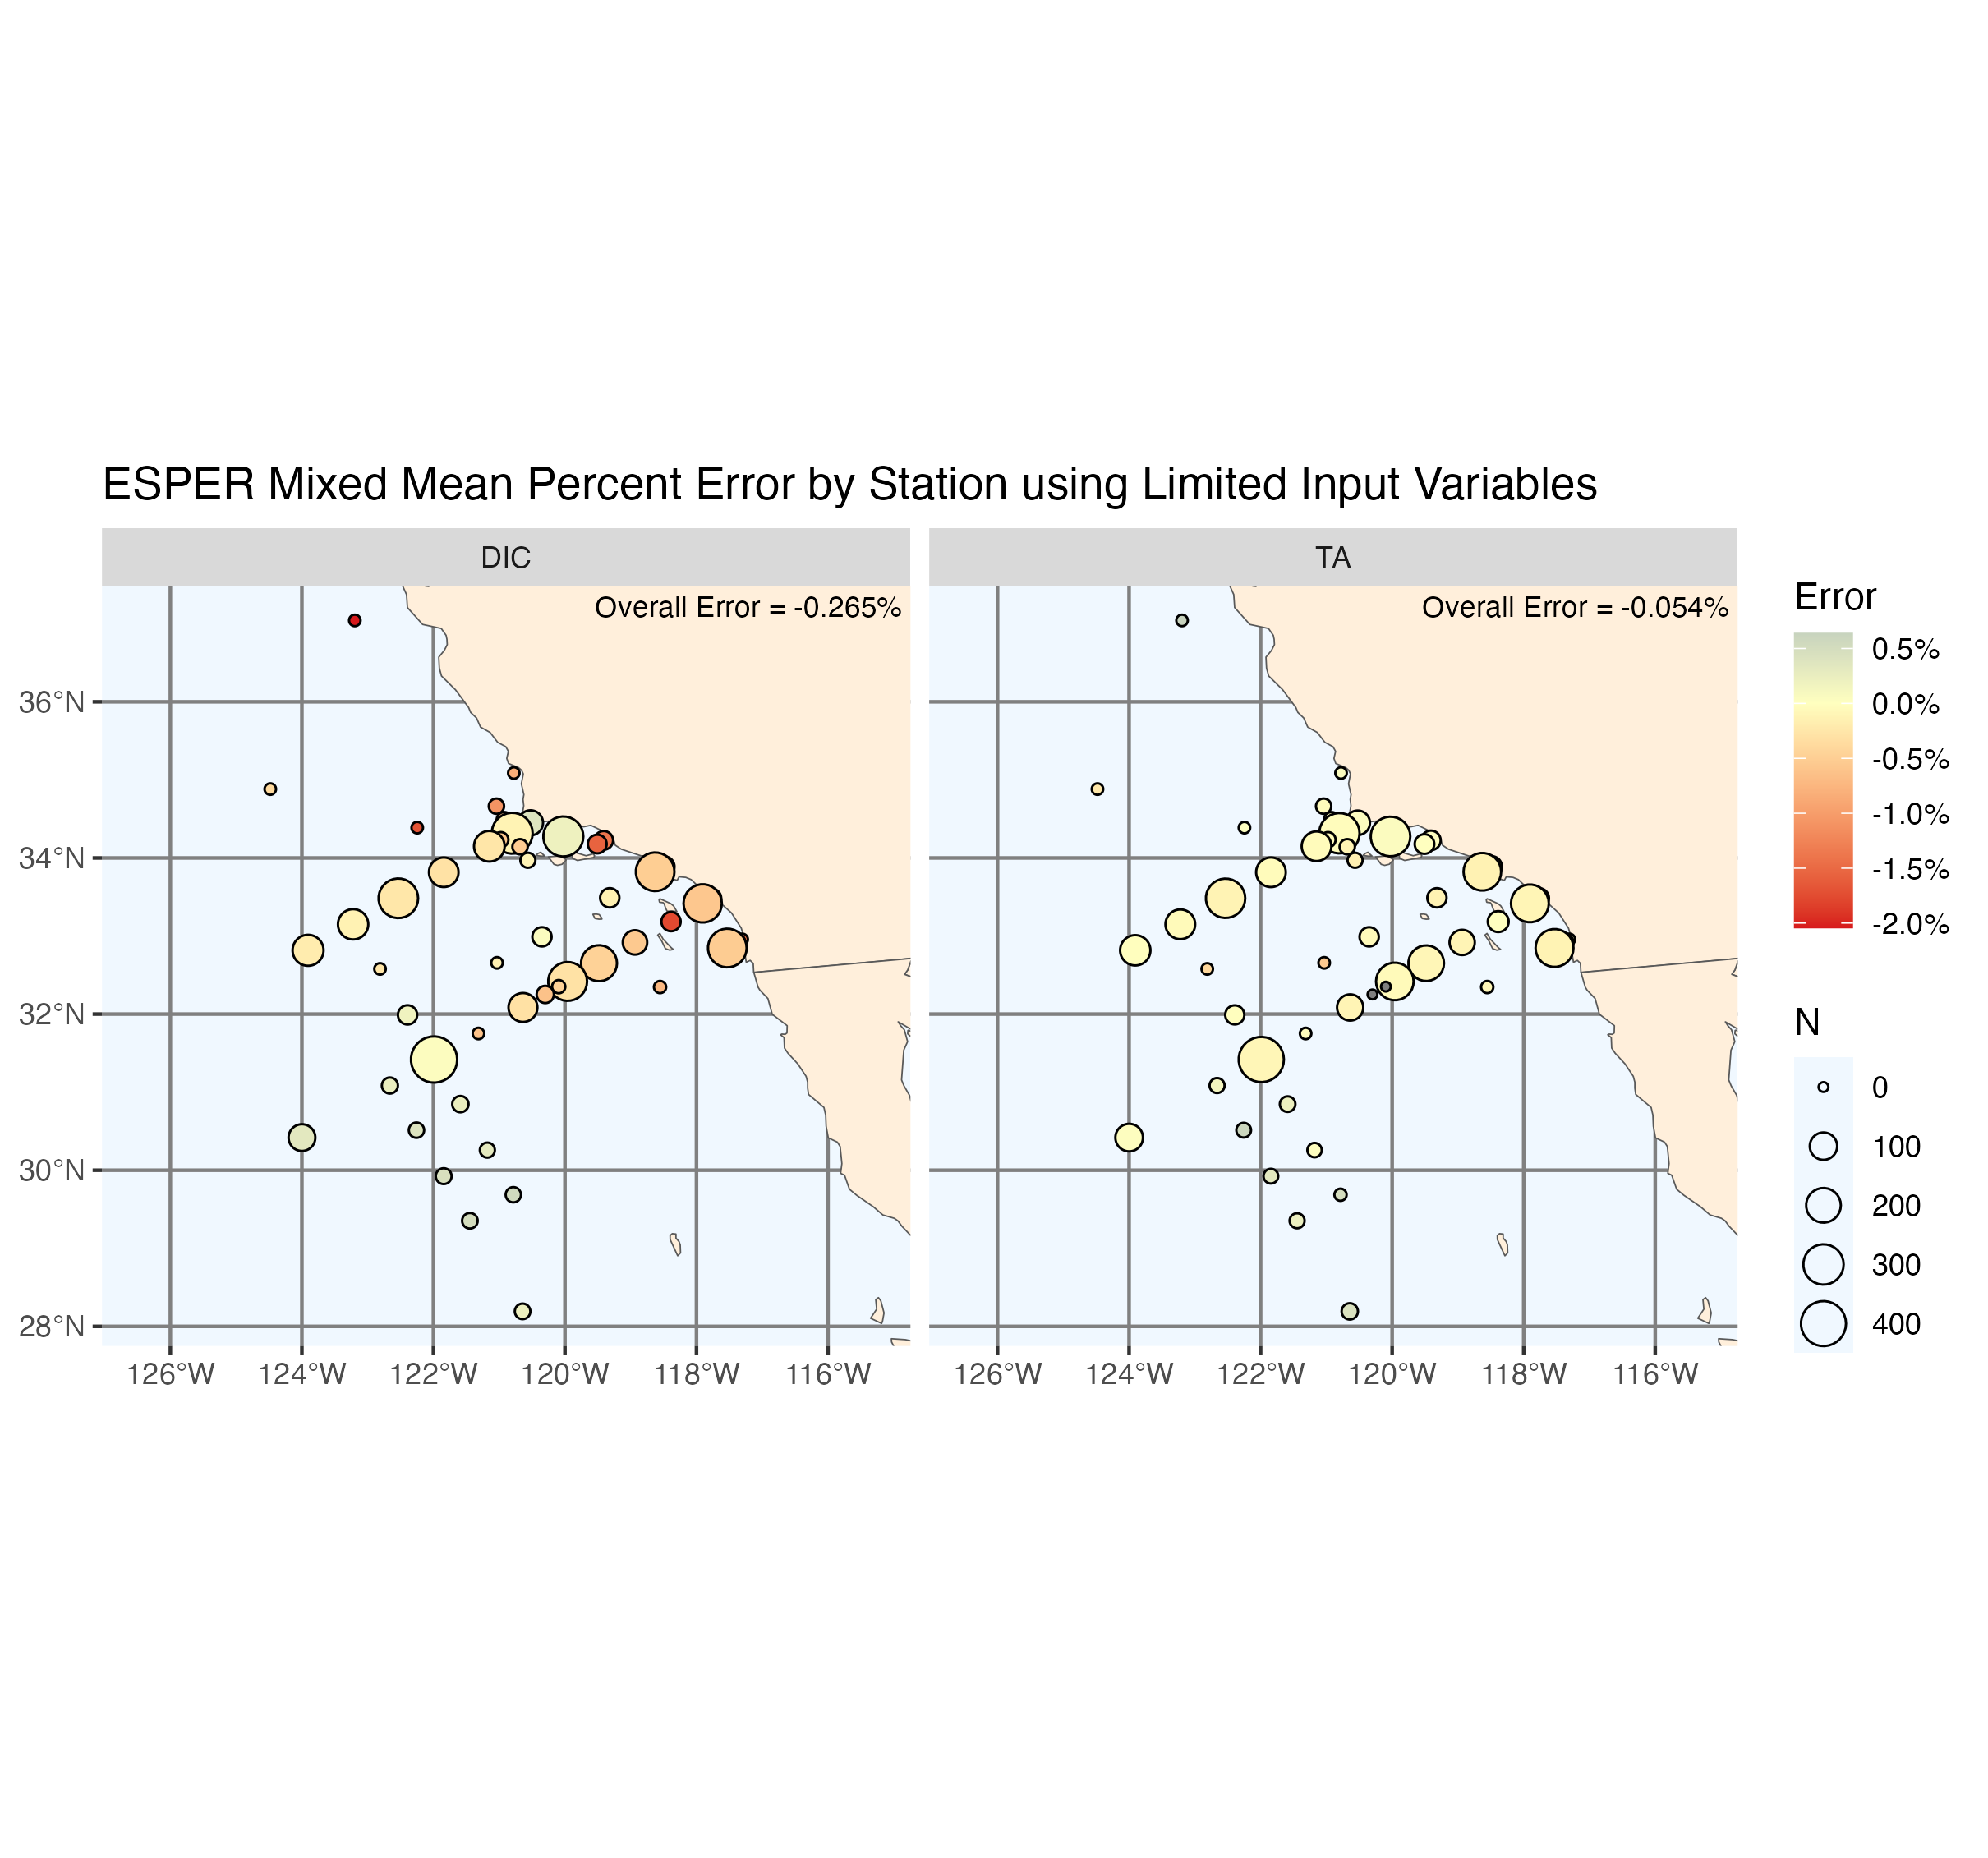 ESPER Mixed Mean Percent Error by Station using Limited Input Variables
DIC
TA
Overall Error = -0.265%
Overall Error = -0.054%
36°N
34°N
32°N
30°N
28°N
126°W 124°W 122°W 120°W 118°W 116°W
126°W 124°W 122°W 120°W 118°W 116°W
Error
0.5%
0.0%
-0.5%
-1.0%
-1.5%
-2.0%
N
0
100
200
300
400